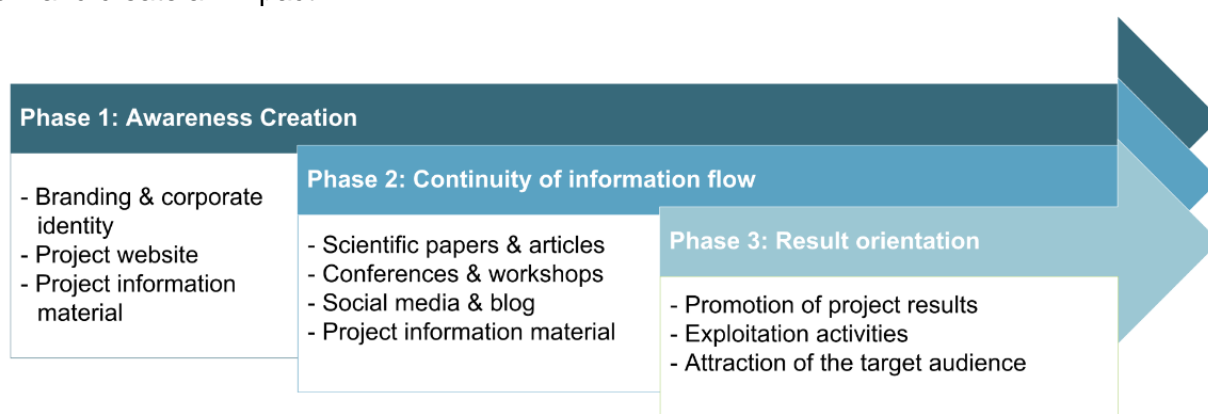 Phase 1: Awareness Creation
- Branding & corporate
identity
- Project website
- Project information
material
Phase 2: Continuity of information flow
- Scientific papers & articles
- Conferences & workshops
- Social media & blog
- Project information material
Phase 3: Result orientation
- Promotion of project results
- Exploitation activities
- Attraction of the target audience